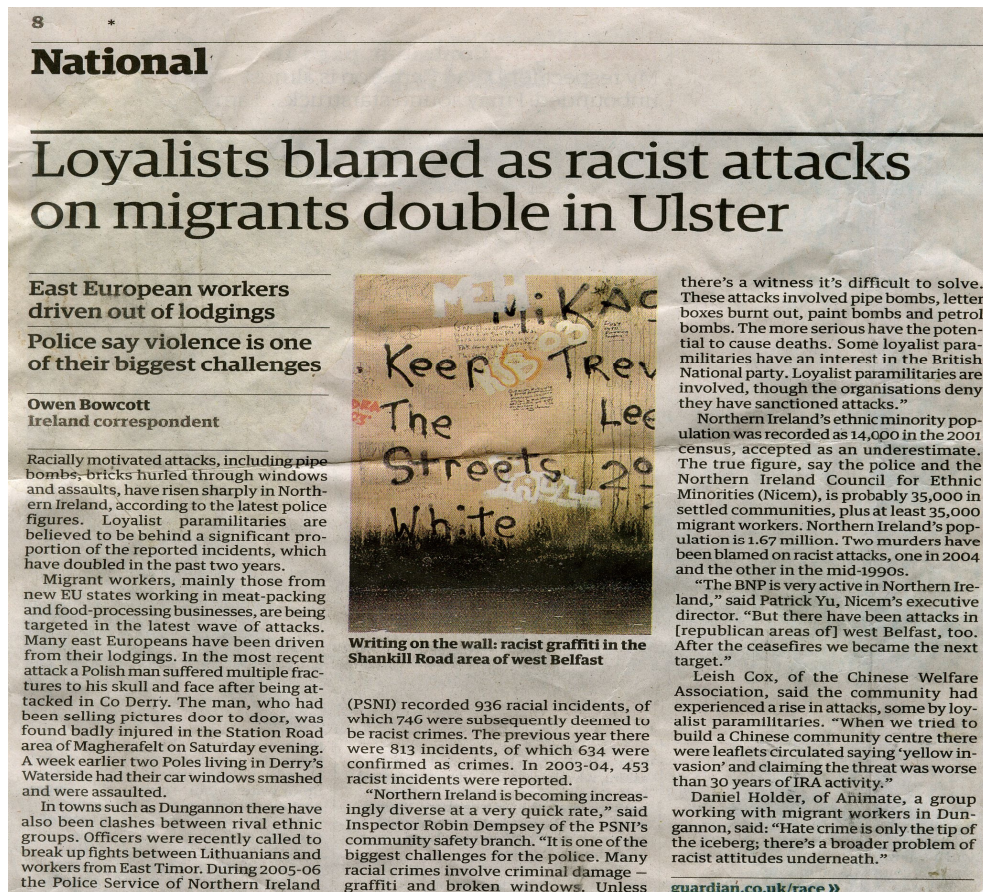 8 *
National
Loyalists blamed as racist attacks
on migrants double in Ulster
East European workers
driven out of lodgings
Police say violence is one
of their biggest challenges
Owen Bowcott
Ireland correspondent
Racially motivated attacks, including pipe
bombs, bricks hurled through windows
and assaults, have risen sharply in North-
ern Ireland, according to the latest police
figures. Loyalist paramilitaries are
believed to be behind a significant pro-
portion of the reported incidents, which
have doubled in the past two years.
Migrant workers, mainly those from
new EU states working in meat-packing
and food-processing businesses, are being
targeted in the latest wave of attacks.
Many east Europeans have been driven
from their lodgings. In the most recent
attack a Polish man suffered multiple frac-
tures to his skull and face after being at-
tacked in Co Derry. The man, who had
been selling pictures door to door, was
found badly injured in the Station Road
area of Magherafelt on Saturday evening.
A week earlier two Poles living in Derry's
Waterside had their car windows smashed
and were assaulted.
In towns such as Dungannon there have
also been clashes between rival ethnic
groups. Officers were recently called to
break up fights between Lithuanians and
workers from East Timor. During 2005-06
the Police Service of Northern Ireland
MEH
MiKAC
Keep Trev
The Lee
Streets 29
White
Writing on the wall: racist graffiti in the
Shankill Road area of west Belfast
(PSNI) recorded 936 racial incidents, of
which 746 were subsequently deemed to
be racist crimes. The previous year there
were 813 incidents, of which 634 were
confirmed as crimes. In 2003-04, 453
racist incidents were reported.
"Northern Ireland is becoming increas-
ingly diverse at a very quick rate," said
Inspector Robin Dempsey of the PSNI's
community safety branch. "It is one of the
biggest challenges for the police. Many
racial crimes involve criminal damage –
graffiti and broken windows. Unless
there's a witness it's difficult to solve.
These attacks involved pipe bombs, letter
boxes burnt out, paint bombs and petrol
bombs. The more serious have the poten-
tial to cause deaths. Some loyalist para-
militaries have an interest in the British
National party. Loyalist paramilitaries are
involved, though the organisations deny
they have sanctioned attacks."
Northern Ireland's ethnic minority pop-
ulation was recorded as 14,000 in the 2001
census, accepted as an underestimate.
The true figure, say the police and the
Northern Ireland Council for Ethnic
Minorities (Nicem), is probably 35,000 in
settled communities, plus at least 35,000
migrant workers. Northern Ireland's pop-
ulation is 1.67 million. Two murders have
been blamed on racist attacks, one in 2004
and the other in the mid-1990s.
"The BNP is very active in Northern Ire-
land," said Patrick Yu, Nicem's executive
director. "But there have been attacks in
[republican areas of] west Belfast, too.
After the ceasefires we became the next
target."
Leish Cox, of the Chinese Welfare
Association, said the community had
experienced a rise in attacks, some by loy-
alist paramilitaries. "When we tried to
build a Chinese community centre there
were leaflets circulated saying 'yellow in-
vasion' and claiming the threat was worse
than 30 years of IRA activity."
Daniel Holder, of Animate, a group
working with migrant workers in Dun-
gannon, said: "Hate crime is only the tip of
the iceberg; there's a broader problem of
racist attitudes underneath."
guardian.co.uk/race »